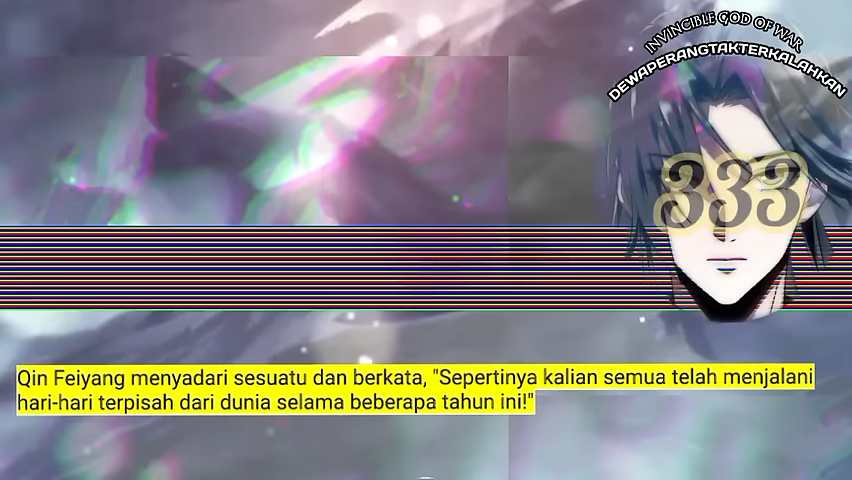 INVINCIBLE GOD OF WAR
DEWAPERANGTAKTERKALAHKAN
333
Qin Feiyang menyadari sesuatu dan berkata, "Sepertinya kalian semua telah menjalani
hari-hari terpisah dari dunia selama beberapa tahun ini!"